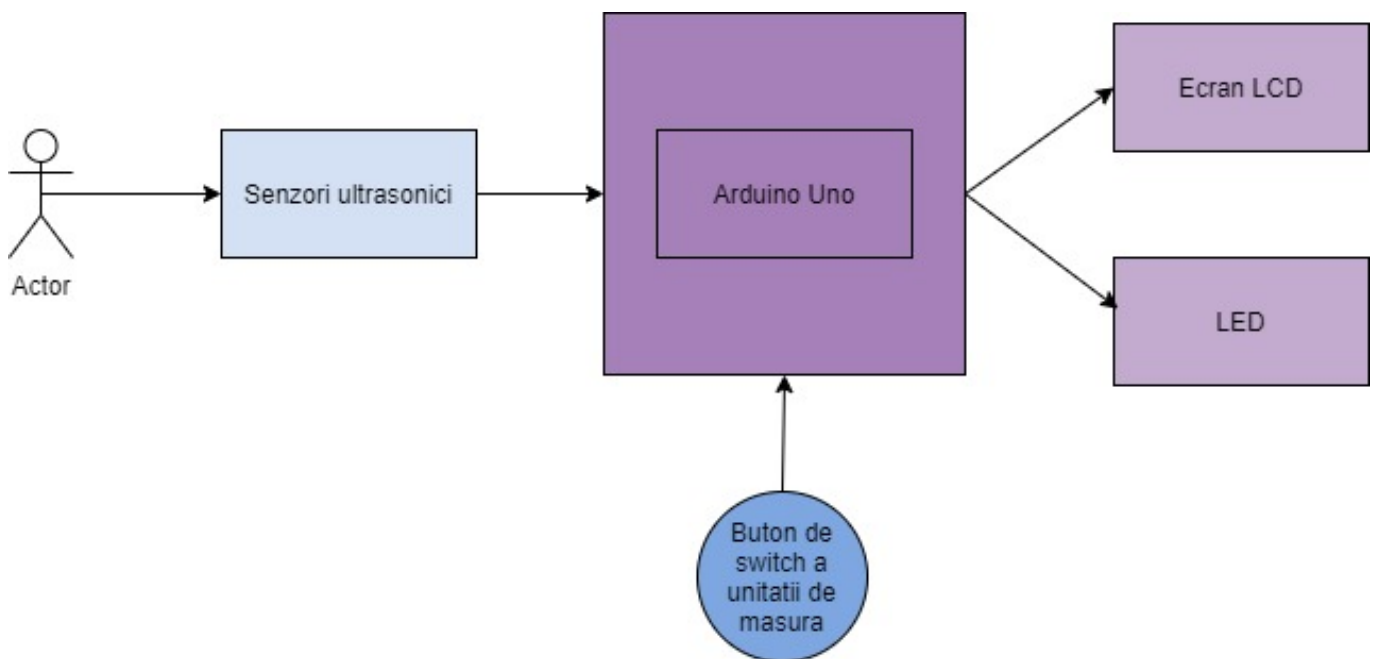 Ecran LCD
Senzori ultrasonici
Arduino Uno
Actor
LED
Buton de
switch a
unitatii de
masura